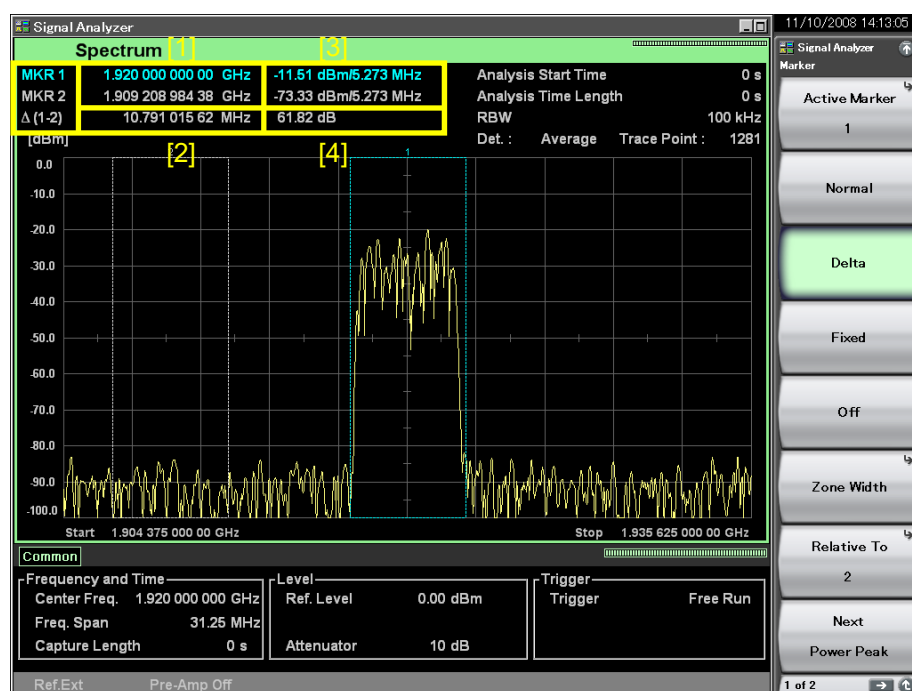 Signal Analyzer
11/10/2008 14:13:05
Spectrum [1] [3]
MKR 1 1.920 000 000 00 GHz -11.51 dBm/5.273 MHz Analysis Start Time 0 s
MKR 2 1.909 208 984 38 GHz -73.33 dBm/5.273 MHz Analysis Time Length 0 s
Δ (1-2) 10.791 015 62 MHz 61.82 dB RBW 100 kHz
[dBm] Det. : Average Trace Point : 1281
[2] [4]
2 1
0.0
-10.0
-20.0
-30.0
-40.0
-50.0
-60.0
-70.0
-80.0
-90.0
-100.0
Start 1.904 375 000 00 GHz Stop 1.935 625 000 00 GHz
Common
Frequency and Time
Center Freq. 1.920 000 000 GHz
Freq. Span 31.25 MHz
Capture Length 0 s
Level
Ref. Level 0.00 dBm
Attenuator 10 dB
Trigger
Trigger Free Run
Ref.Ext Pre-Amp Off
Signal Analyzer
Marker
Active Marker
1
Normal
Delta
Fixed
Off
Zone Width
Relative To
2
Next
Power Peak
1 of 2